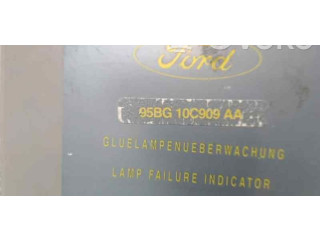 Ford
95BG 10C909 AA
GLUELAMPENUEBERWACHUNG
LAMP FAILURE INDICATOR